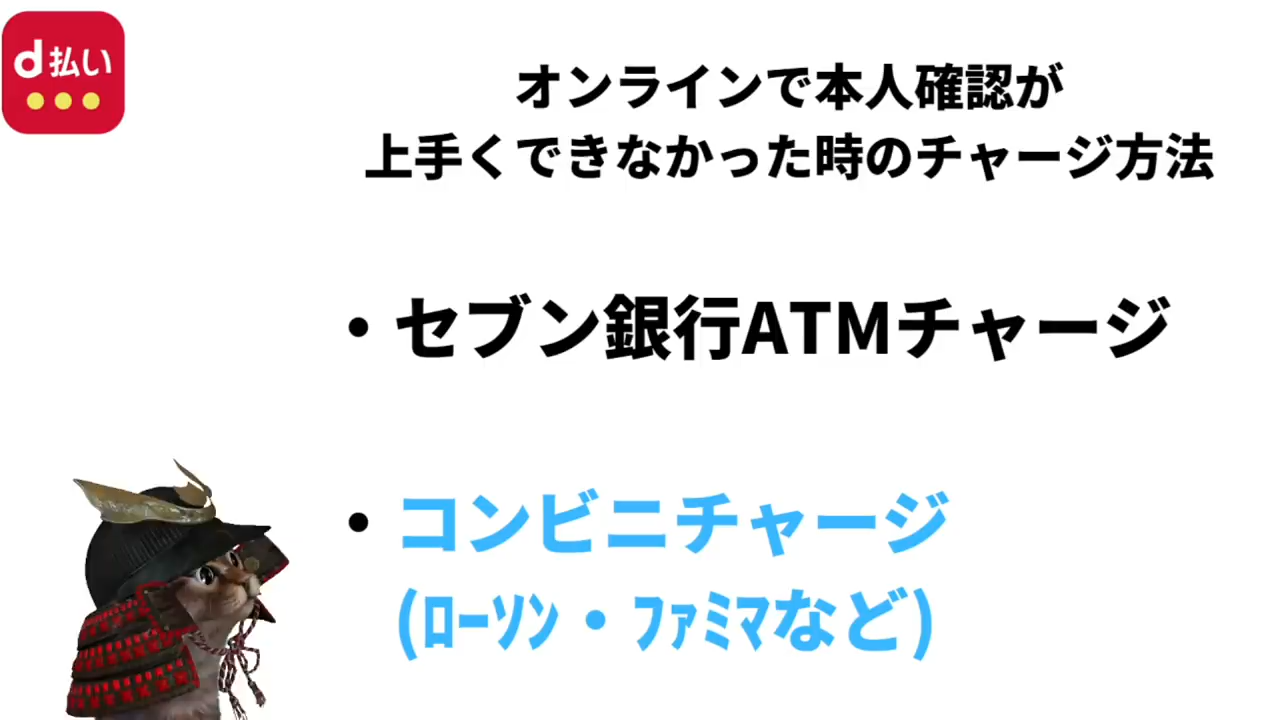 d払い
オンラインで本人確認が
上手くできなかった時のチャージ方法
・セブン銀行ATMチャージ
・コンビニチャージ
(ﾛｰｿﾝ・ﾌｧﾐﾏなど)